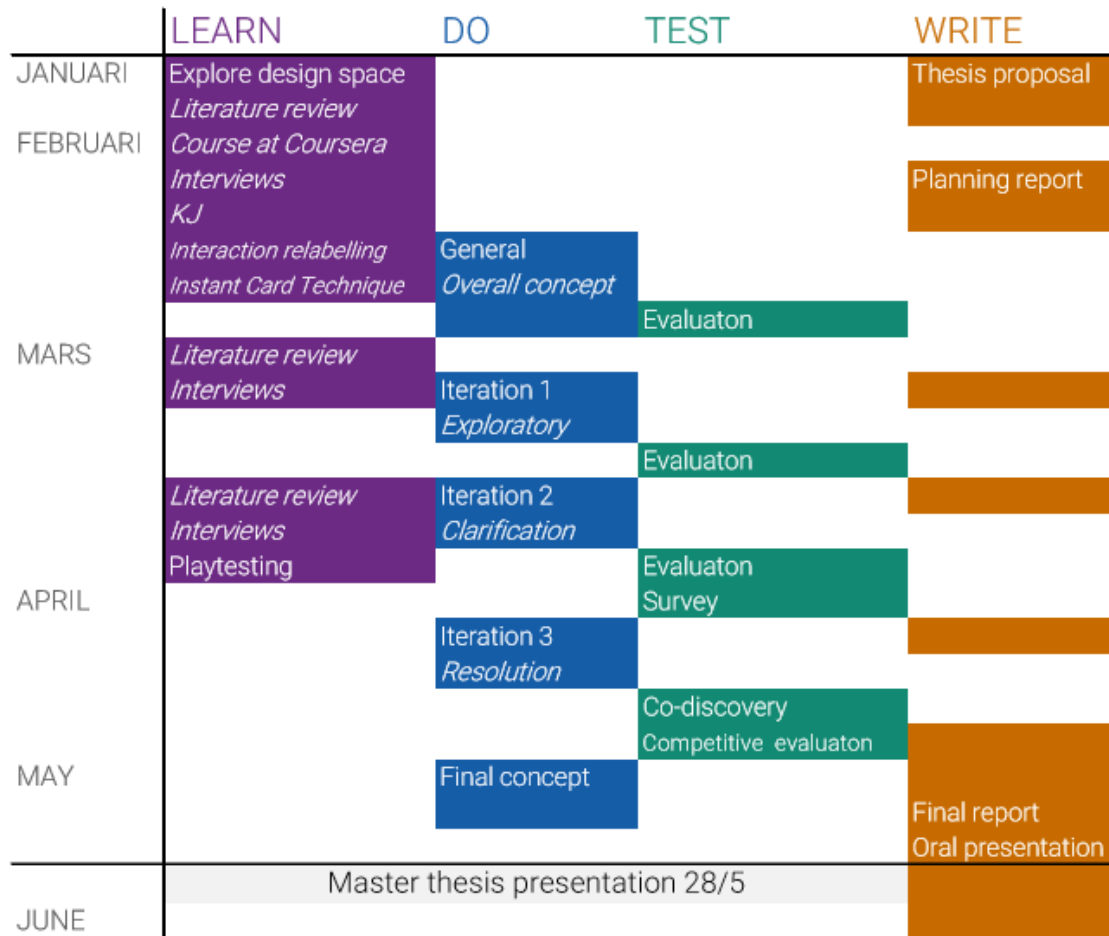 LEARN DO TEST WRITE
JANUARI Explore design space Thesis proposal
Literature review
FEBRUARI Course at Coursera
Interviews Planning report
KJ
Interaction relabelling General
Instant Card Technique Overall concept
Evaluaton
MARS Literature review
Interviews Iteration 1
Exploratory
Evaluaton
Literature review Iteration 2
Interviews Clarification
Playtesting Evaluaton
APRIL Survey
Iteration 3
Resolution
Co-discovery
Competitive evaluaton
MAY Final concept
Final report
Oral presentation
Master thesis presentation 28/5
JUNE